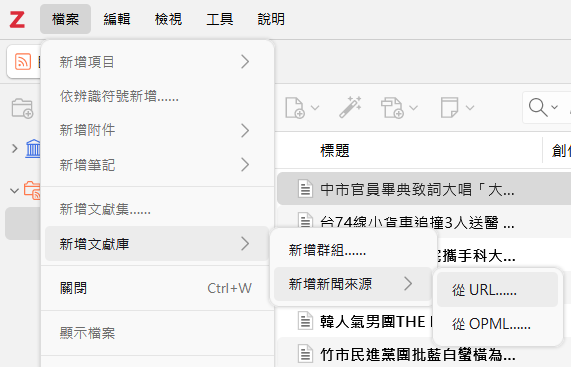 Z 檔案 編輯 檢視 工具 說明
新增項目
依辨識符號新增......
新增附件
新增筆記
新增文獻集......
新增文獻庫
關閉 Ctrl+W
顯示檔案
新增群組......
新增新聞來源
從 URL......
從 OPML......
標題
中市官員畢典致詞大唱「大...
台74線小貨車追撞3人送醫 ...
攜手科大...
韓人氣男團THE
竹市民進黨團批藍白蠻橫為...